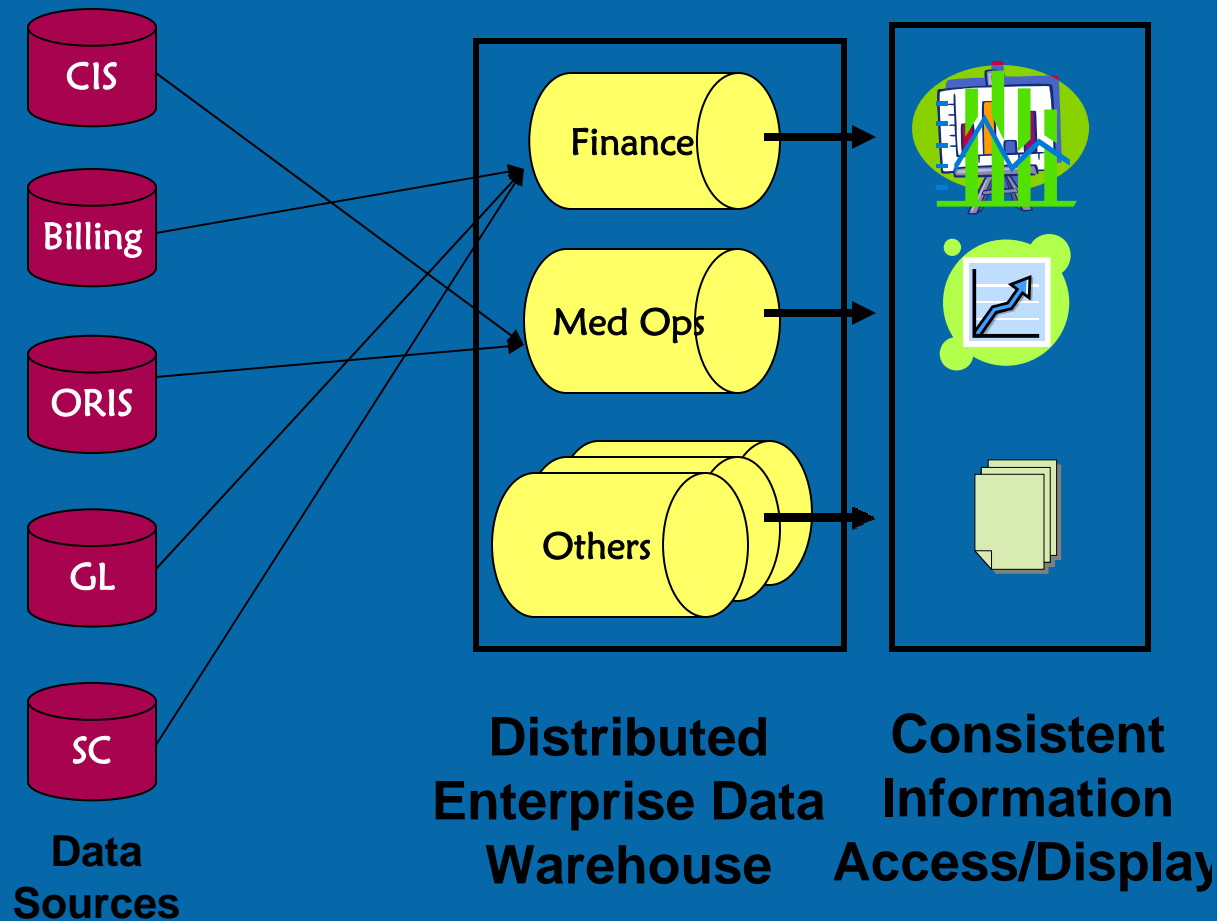 CIS
Billing
ORIS
GL
SC
Data
Sources
Finance
Med Ops
Others
Distributed
Enterprise Data
Warehouse
Consistent
Information
Access/Display